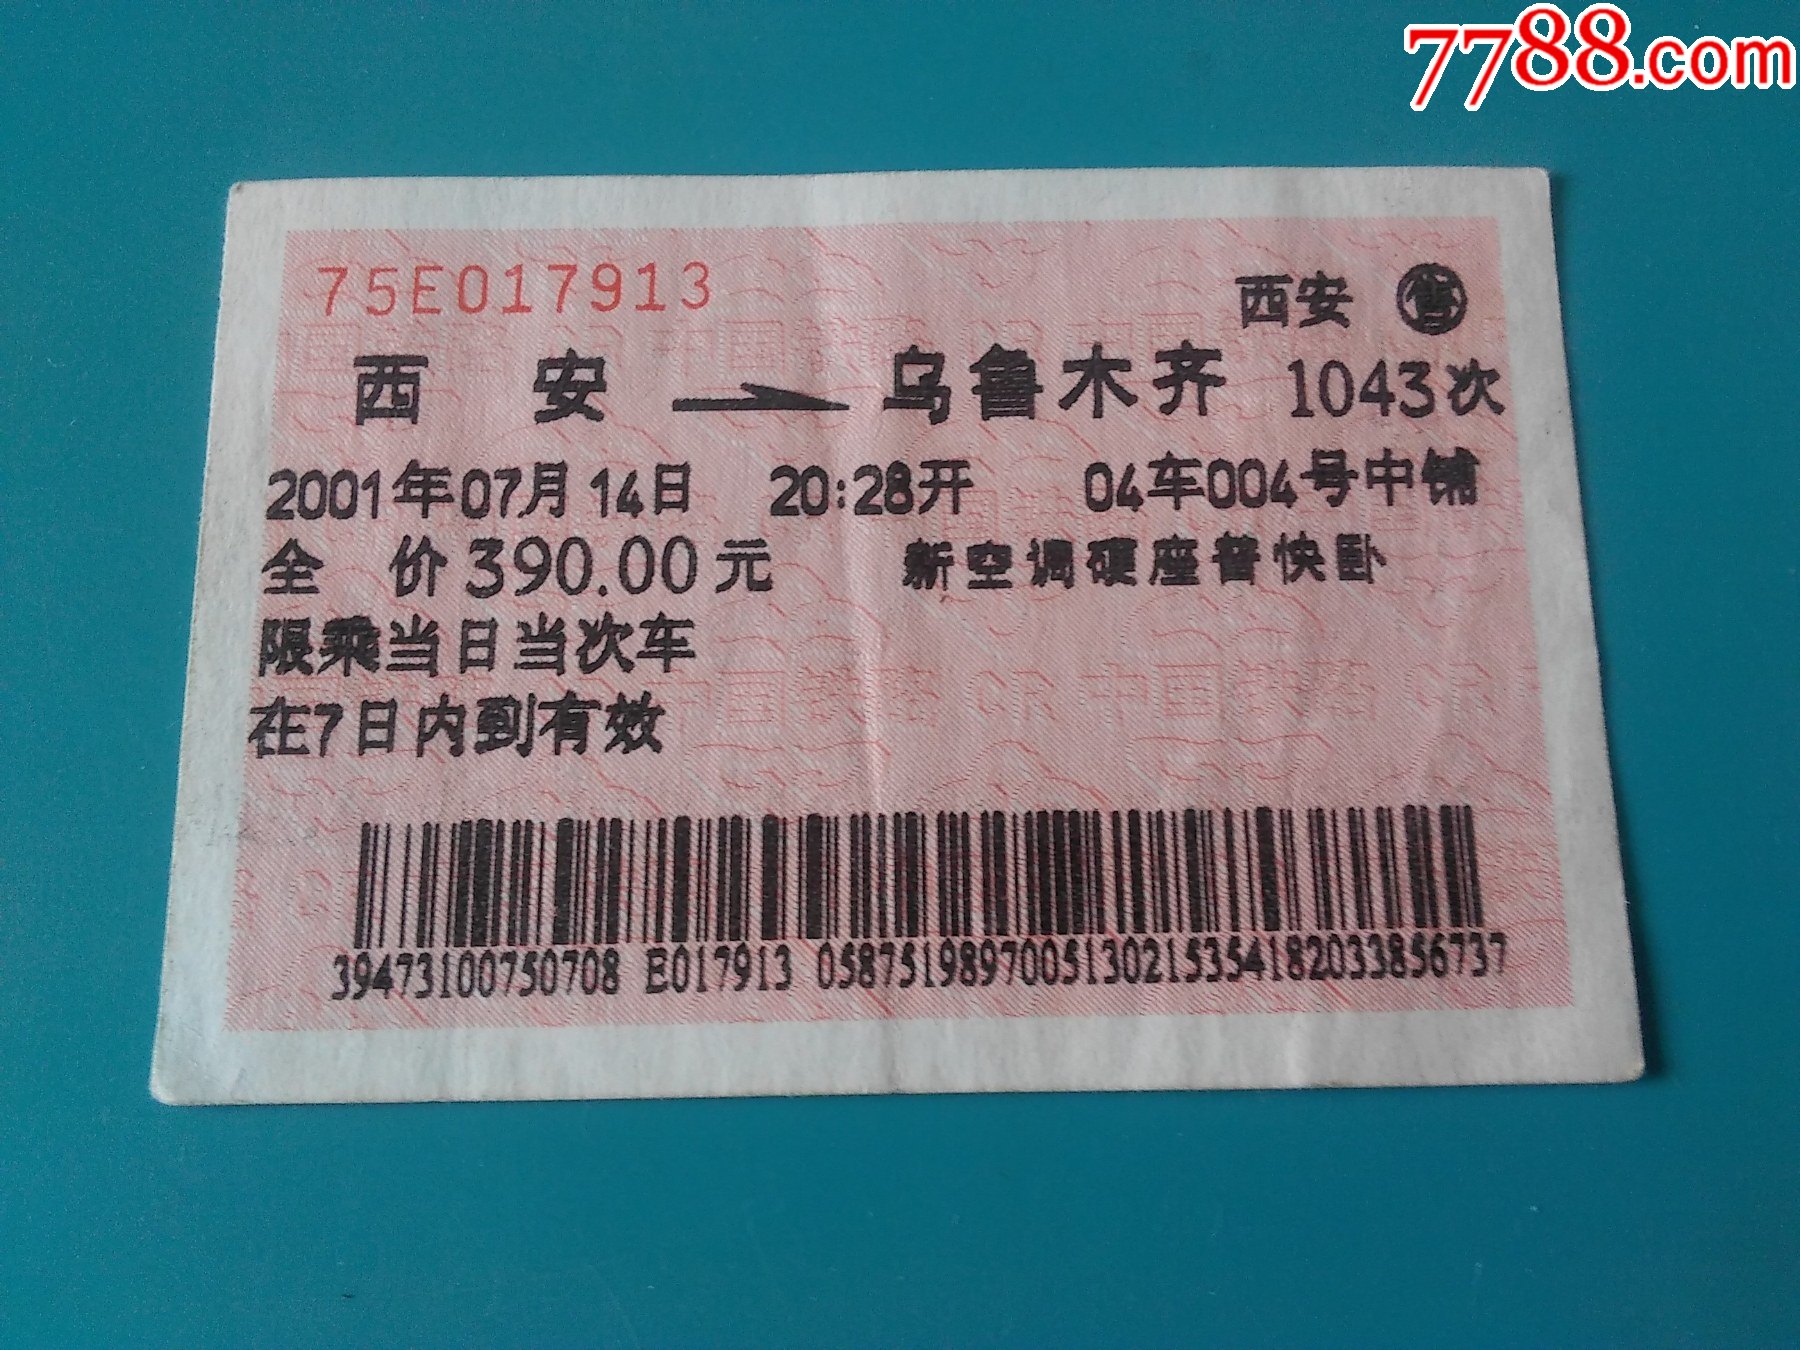 7788.com
75E017913
西安 售
西安 乌鲁木齐 1043次
2001年07月14日 20:28开 04车004号中铺
全 价390.00元 新空调硬座普快卧
限乘当日当次车
在7日内到有效
39473100750708 E017913 05875198970051302153541820338567​37